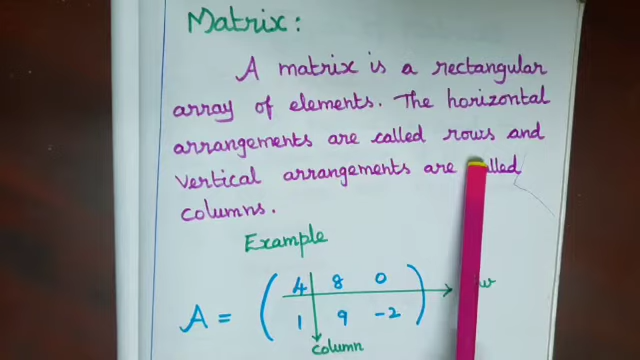 Matrix:
A matrix is a rectangular
array of elements. The horizontal
arrangements are called rows and
vertical arrangements are called
columns.
Example
A = ( 4 8 0
1 9 -2 )
column